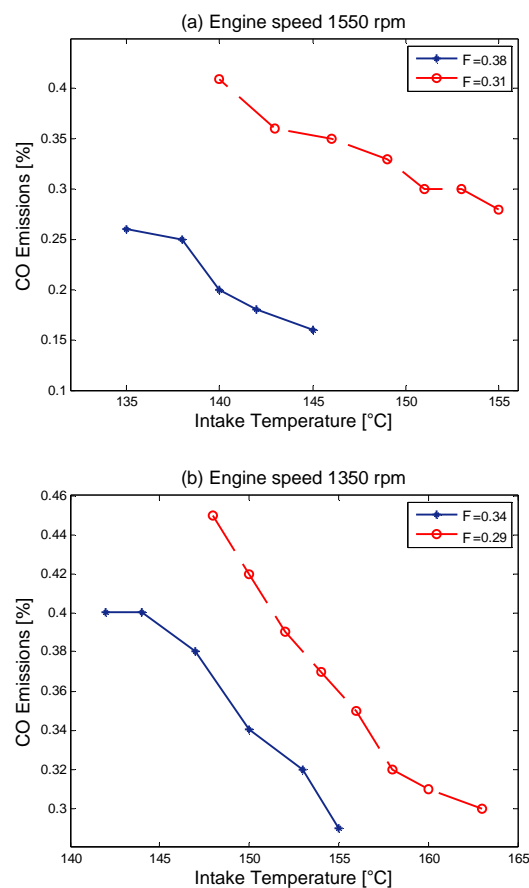 (a) Engine speed 1550 rpm
CO Emissions [%]
0.4
0.35
0.3
0.25
0.2
0.15
0.1
F=0.38
F=0.31
135
140
145
150
155
Intake Temperature [°C]
(b) Engine speed 1350 rpm
CO Emissions [%]
0.46
0.44
0.42
0.4
0.38
0.36
0.34
0.32
0.3
F=0.34
F=0.29
140
145
150
155
160
165
Intake Temperature [°C]